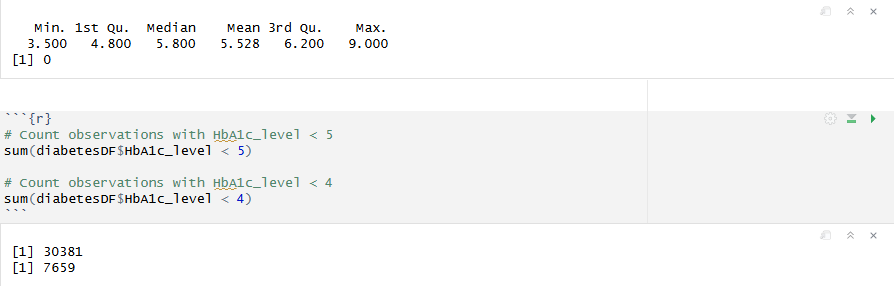 Min. 1st Qu. Median Mean 3rd Qu. Max.
3.500 4.800 5.800 5.528 6.200 9.000
[1] 0
```{r}
# Count observations with HbA1c_level < 5
sum(diabetesDF$HbA1c_level < 5)
# Count observations with HbA1c_level < 4
sum(diabetesDF$HbA1c_level < 4)
```
[1] 30381
[1] 7659